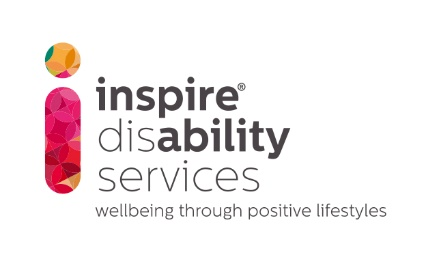 inspire®
disability
services
wellbeing through positive lifestyles